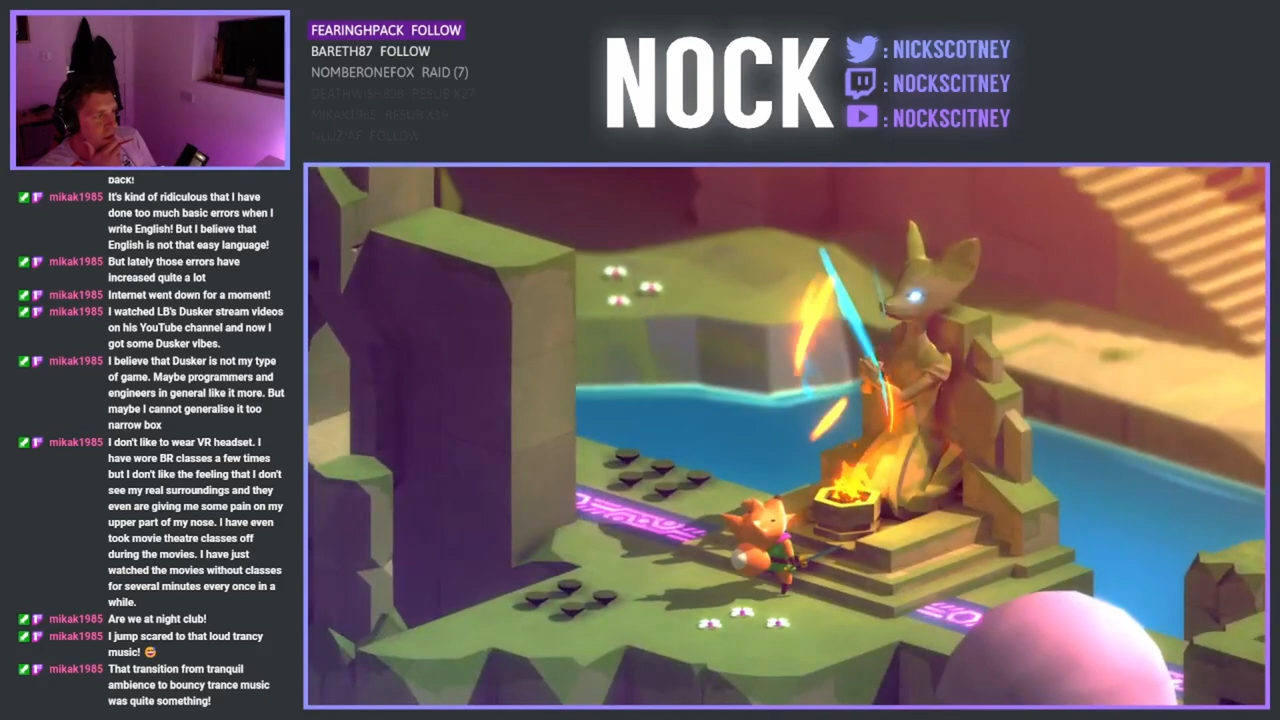 FEARINGHPACK FOLLOW
BARETH87 FOLLOW
NOMBERONEFOX RAID (7)
DEATHWISH808 RESUB X27
MIKAK1985 RESUB X19
NLUZIAF FOLLOW
NOCK
: NICKSCOTNEY
: NOCKSCITNEY
: NOCKSCITNEY
BACK!
mikak1985 It's kind of ridiculous that I have
done too much basic errors when I
write English! But I believe that
English is not that easy language!
mikak1985 But lately those errors have
increased quite a lot
mikak1985 Internet went down for a moment!
mikak1985 I watched LB's Dusker stream videos
on his YouTube channel and now I
got some Dusker vibes.
mikak1985 I believe that Dusker is not my type
of game. Maybe programmers and
engineers in general like it more. But
maybe I cannot generalise it too
narrow box
mikak1985 I don't like to wear VR headset. I
have wore BR classes a few times
but I don't like the feeling that I don't
see my real surroundings and they
even are giving me some pain on my
upper part of my nose. I have even
took movie theatre classes off
during the movies. I have just
watched the movies without classes
for several minutes every once in a
while.
mikak1985 Are we at night club!
mikak1985 I jump scared to that loud trancy
music! 😅
mikak1985 That transition from tranquil
ambience to bouncy trance music
was quite something!